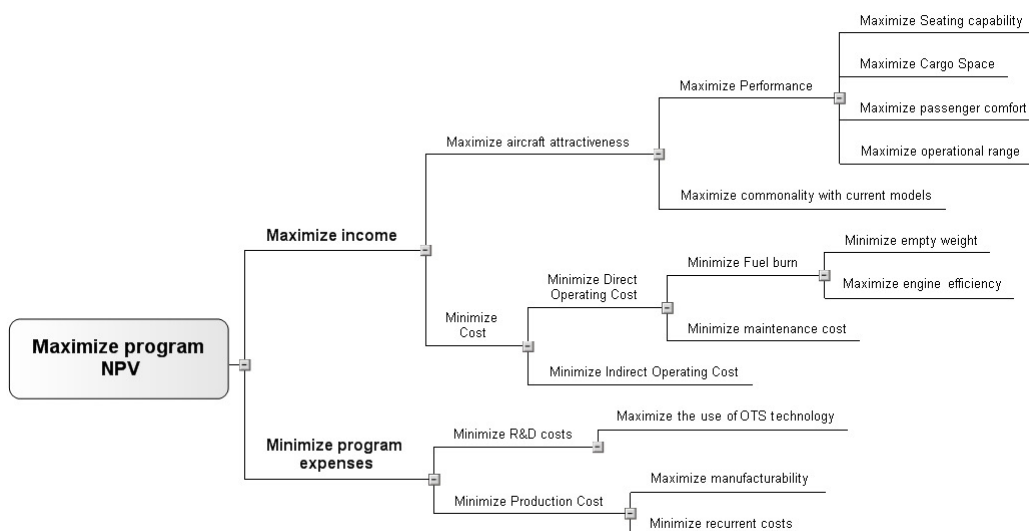 Maximize Seating capability
Maximize Cargo Space
Maximize Performance
Maximize passenger comfort
Maximize aircraft attractiveness
Maximize operational range
Maximize commonality with current models
Maximize income
Minimize empty weight
Minimize Fuel burn
Maximize engine efficiency
Minimize Direct
Operating Cost
Minimize
Cost
Minimize maintenance cost
Maximize program
NPV
Minimize Indirect Operating Cost
Maximize the use of OTS technology
Minimize R&D costs
Minimize program
expenses
Maximize manufacturability
Minimize Production Cost
Minimize recurrent costs